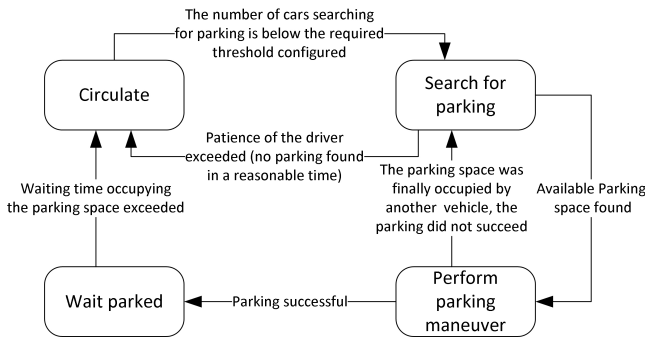 The number of cars searching
for parking is below the required
threshold configured
Circulate
Search for
parking
Patience of the driver
exceeded (no parking found
in a reasonable time)
The parking space was
finally occupied by
another vehicle, the
parking did not succeed
Available Parking
space found
Waiting time occupying
the parking space exceeded
Wait parked
Parking successful
Perform
parking
maneuver